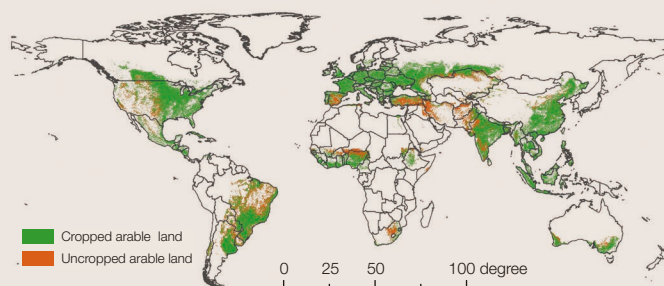 Cropped arable land
Uncropped arable land
0 25 50 100 degree